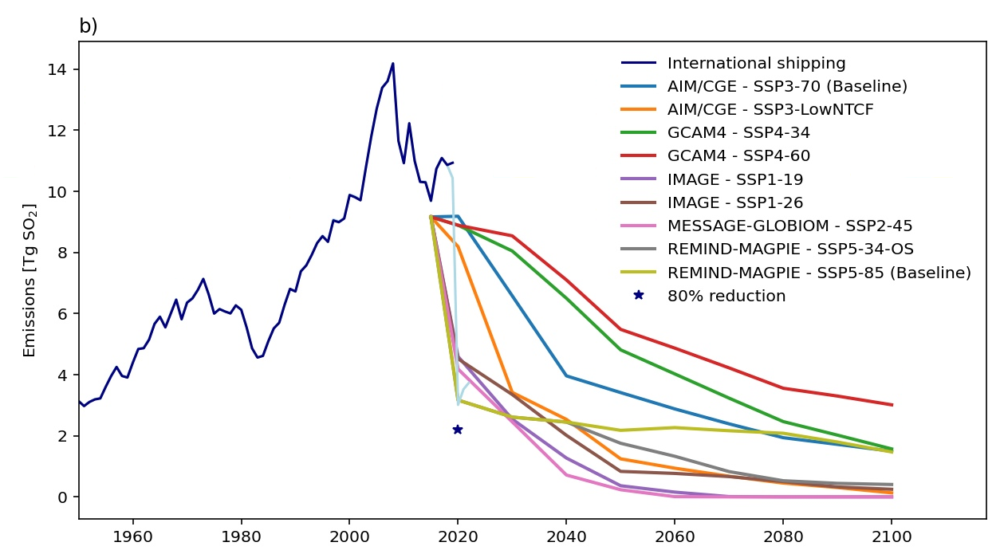 b)
Emissions [Tg SO₂]
14
12
10
8
6
4
2
0
International shipping
AIM/CGE - SSP3-70 (Baseline)
AIM/CGE - SSP3-LowNTCF
GCAM4 - SSP4-34
GCAM4 - SSP4-60
IMAGE - SSP1-19
IMAGE - SSP1-26
MESSAGE-GLOBIOM - SSP2-45
REMIND-MAGPIE - SSP5-34-OS
REMIND-MAGPIE - SSP5-85 (Baseline)
80% reduction
1960 1980 2000 2020 2040 2060 2080 2100